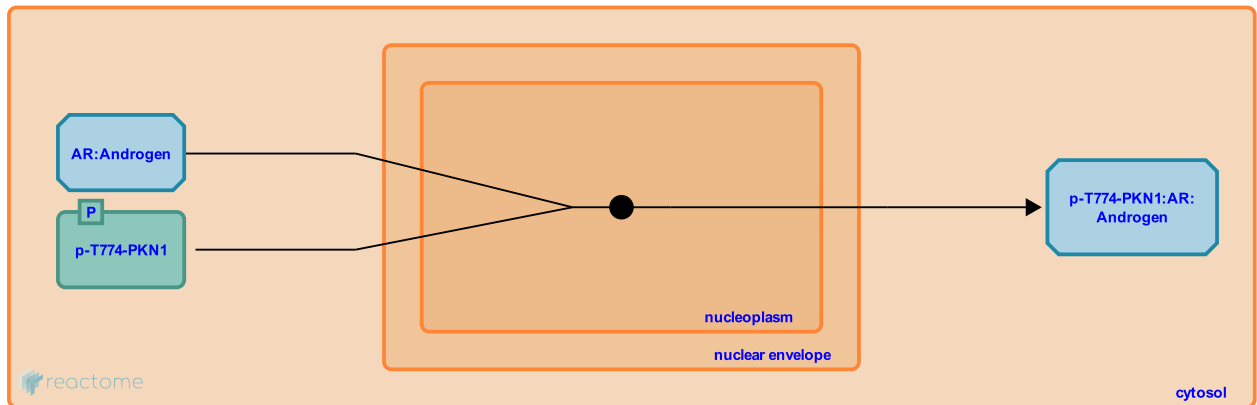 AR:Androgen
P
p-T774-PKN1
p-T774-PKN1:AR:
Androgen
nucleoplasm
nuclear envelope
cytosol
reactome